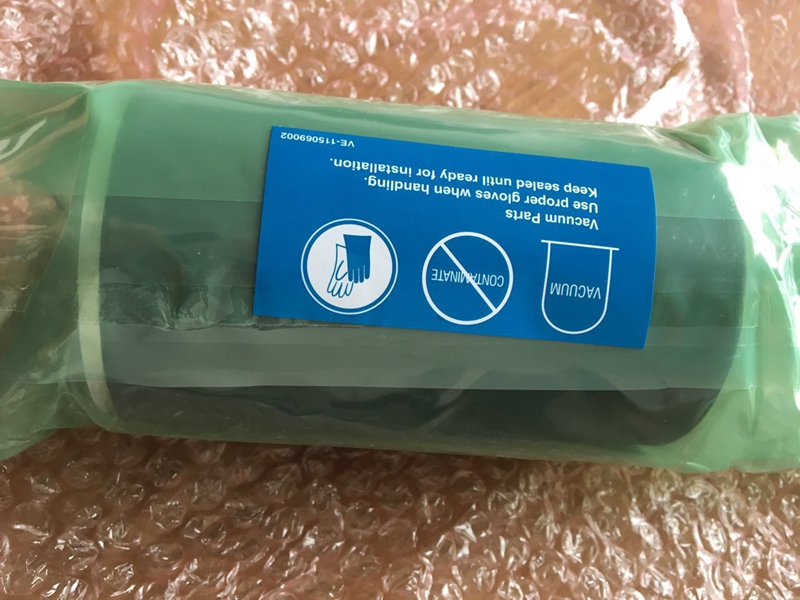 VACUUM
CONTAMINATE
Vacuum Parts
Use proper gloves when handling.
Keep sealed until ready for installation.
VE-115069002